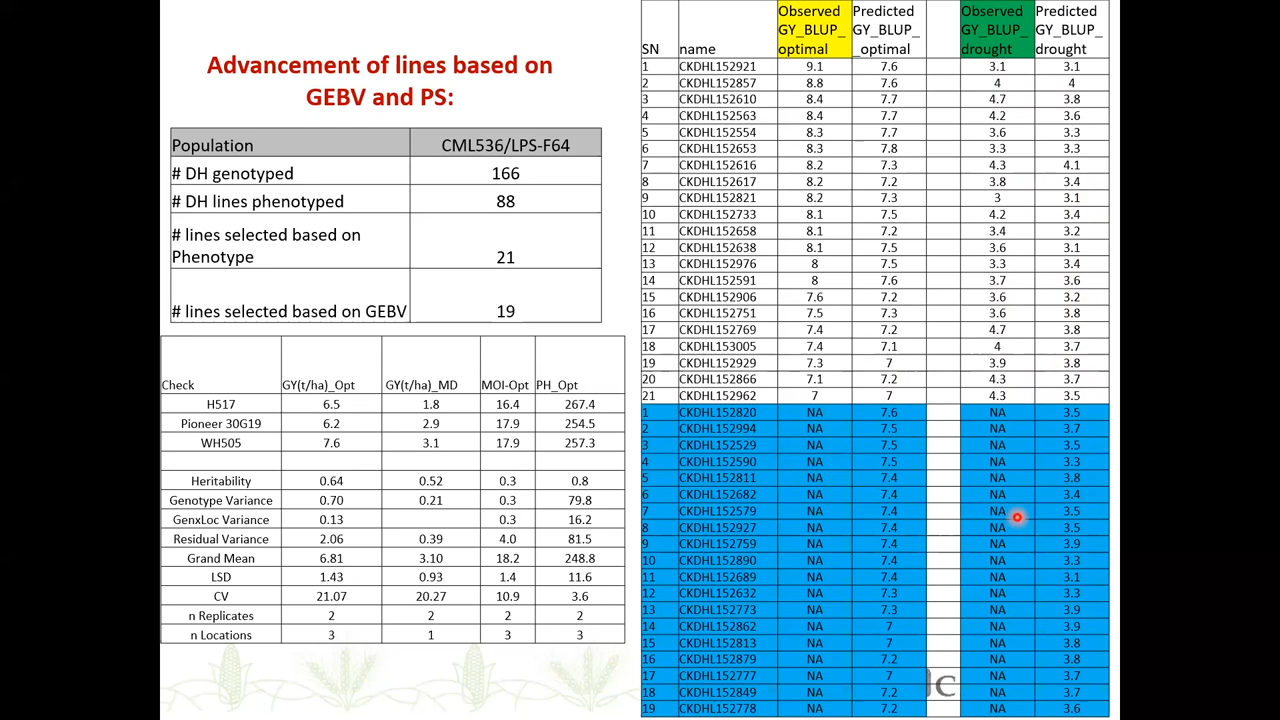 Advancement of lines based on
GEBV and PS:
Population CML536/LPS-F64
# DH genotyped 166
# DH lines phenotyped 88
# lines selected based on
Phenotype 21
# lines selected based on GEBV 19
Check GY(t/ha)_Opt GY(t/ha)_MD MOI-Opt PH_Opt
H517 6.5 1.8 16.4 267.4
Pioneer 30G19 6.2 2.9 17.9 254.5
WH505 7.6 3.1 17.9 257.3
Heritability 0.64 0.52 0.3 0.8
Genotype Variance 0.70 0.21 0.3 79.8
GenxLoc Variance 0.13 0.3 16.2
Residual Variance 2.06 0.39 4.0 81.5
Grand Mean 6.81 3.10 18.2 248.8
LSD 1.43 0.93 1.4 11.6
CV 21.07 20.27 10.9 3.6
n Replicates 2 2 2 2
n Locations 3 1 3 3
Observed Predicted Observed Predicted
GY_BLUP_ GY_BLUP GY_BLUP_ GY_BLUP_
SN name optimal _optimal drought drought
1 CKDHL152921 9.1 7.6 3.1 3.1
2 CKDHL152857 8.8 7.6 4 4
3 CKDHL152610 8.4 7.7 4.7 3.8
4 CKDHL152563 8.4 7.7 4.2 3.6
5 CKDHL152554 8.3 7.7 3.6 3.3
6 CKDHL152653 8.3 7.8 3.3 3.3
7 CKDHL152616 8.2 7.3 4.3 4.1
8 CKDHL152617 8.2 7.2 3.8 3.4
9 CKDHL152821 8.2 7.3 3 3.1
10 CKDHL152733 8.1 7.5 4.2 3.4
11 CKDHL152658 8.1 7.2 3.4 3.2
12 CKDHL152638 8.1 7.5 3.6 3.1
13 CKDHL152976 8 7.5 3.3 3.4
14 CKDHL152591 8 7.6 3.7 3.6
15 CKDHL152906 7.6 7.2 3.6 3.2
16 CKDHL152751 7.5 7.3 3.6 3.8
17 CKDHL152769 7.4 7.2 4.7 3.8
18 CKDHL153005 7.4 7.1 4 3.7
19 CKDHL152929 7.3 7 3.9 3.8
20 CKDHL152866 7.1 7.2 4.3 3.7
21 CKDHL152962 7 7 4.3 3.5
1 CKDHL152820 NA 7.6 NA 3.5
2 CKDHL152994 NA 7.5 NA 3.7
3 CKDHL152529 NA 7.5 NA 3.5
4 CKDHL152590 NA 7.5 NA 3.3
5 CKDHL152811 NA 7.4 NA 3.8
6 CKDHL152682 NA 7.4 NA 3.4
7 CKDHL152579 NA 7.4 NA 3.5
8 CKDHL152927 NA 7.4 NA 3.5
9 CKDHL152759 NA 7.4 NA 3.9
10 CKDHL152890 NA 7.4 NA 3.3
11 CKDHL152689 NA 7.4 NA 3.1
12 CKDHL152632 NA 7.3 NA 3.3
13 CKDHL152773 NA 7.3 NA 3.9
14 CKDHL152862 NA 7 NA 3.9
15 CKDHL152813 NA 7 NA 3.8
16 CKDHL152879 NA 7.2 NA 3.8
17 CKDHL152777 NA 7 NA 3.7
18 CKDHL152849 NA 7.2 NA 3.7
19 CKDHL152778 NA 7.2 NA 3.6